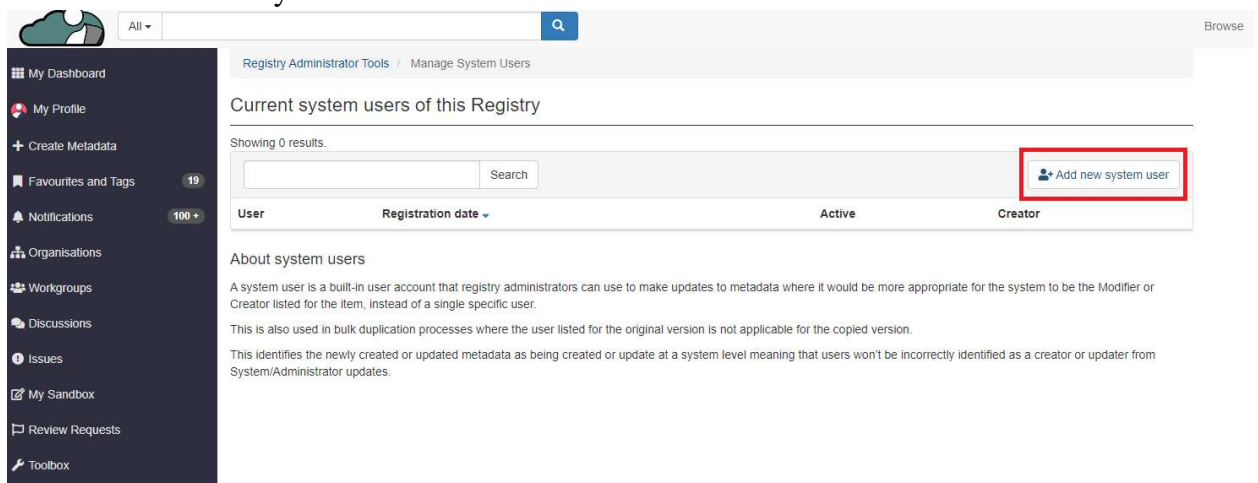 All
Browse
My Dashboard
My Profile
+ Create Metadata
Favourites and Tags 19
Notifications 100 +
Organisations
Workgroups
Discussions
Issues
My Sandbox
Review Requests
Toolbox
Registry Administrator Tools / Manage System Users
Current system users of this Registry
Showing 0 results.
Search
Add new system user
User Registration date Active Creator
About system users
A system user is a built-in user account that registry administrators can use to make updates to metadata where it would be more appropriate for the system to be the Modifier or
Creator listed for the item, instead of a single specific user.
This is also used in bulk duplication processes where the user listed for the original version is not applicable for the copied version.
This identifies the newly created or updated metadata as being created or update at a system level meaning that users won't be incorrectly identified as a creator or updater from
System/Administrator updates.